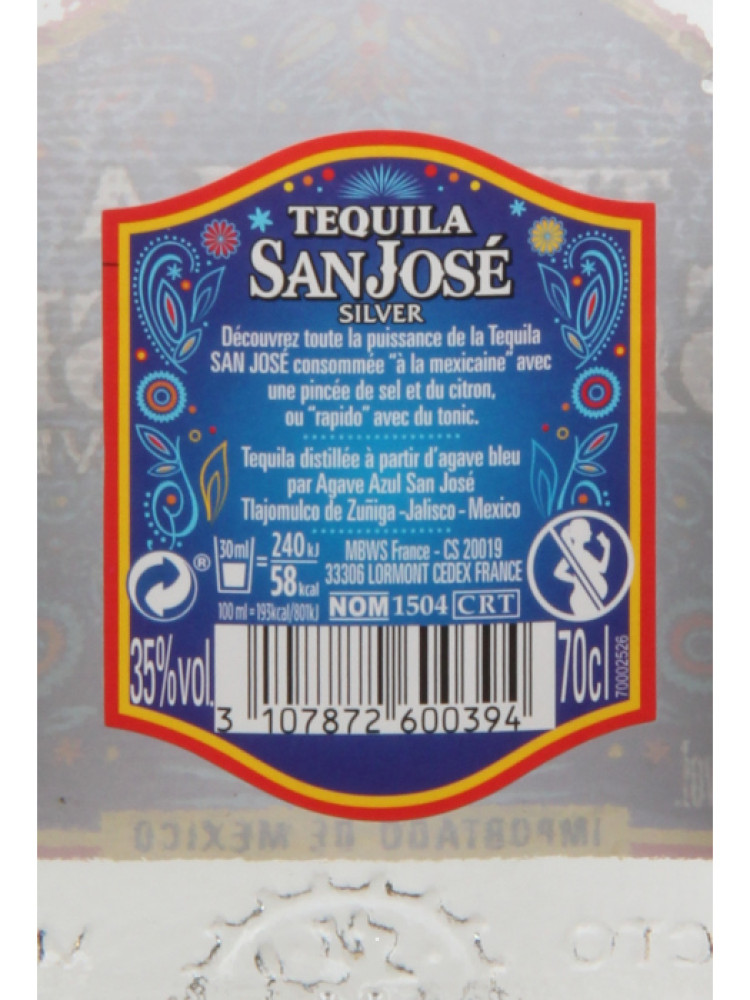 TEQUILA
SAN JOSÉ
SILVER
Découvrez toute la puissance de la Tequila
SAN JOSÉ consommée "à la mexicaine" avec
une pincée de sel et du citron,
ou "rapido" avec du tonic.
Tequila distillée à partir d'agave bleu
par Agave Azul San José
Tlajomulco de Zuñiga -Jalisco - Mexico
30ml = 240 kJ
58 kcal
100 ml = 193kcal/801kJ
MBWS France - CS 20019
33306 LORMONT CEDEX FRANCE
NOM 1504 CRT
®
35%vol.
70cl
70002526
3 107872 600394
IMPORTADO DE MEXICO